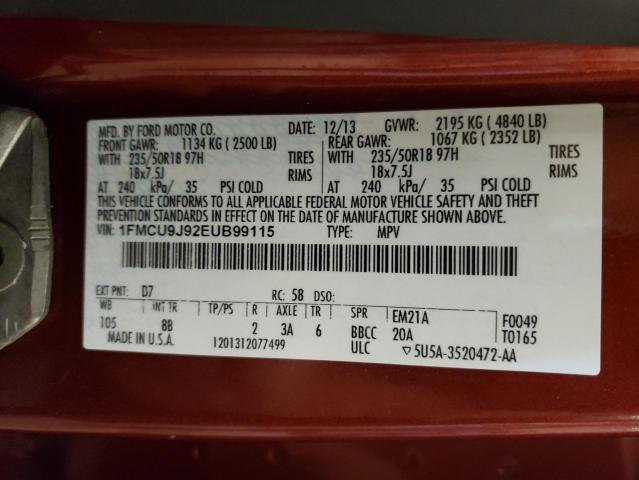 MFD. BY FORD MOTOR CO. DATE: 12/13 GVWR: 2195 KG ( 4840 LB)
FRONT GAWR: 1134 KG ( 2500 LB) REAR GAWR: 1067 KG ( 2352 LB)
WITH 235/50R18 97H TIRES WITH 235/50R18 97H TIRES
18x7.5J RIMS 18x7.5J RIMS
AT 240 kPa/ 35 PSI COLD AT 240 kPa/ 35 PSI COLD
THIS VEHICLE CONFORMS TO ALL APPLICABLE FEDERAL MOTOR VEHICLE SAFETY AND THEFT
PREVENTION STANDARDS IN EFFECT ON THE DATE OF MANUFACTURE SHOWN ABOVE.
VIN: 1FMCU9J92EUB99115 TYPE: MPV
EXT PNT: D7 RC: 58 DSO:
WB INT TR TP/PS R AXLE TR SPR EM21A F0049
105 8B 2 3A 6 BBCC 20A T0165
MADE IN U.S.A. 1201312077499 ULC ▽5U5A-3520472-AA